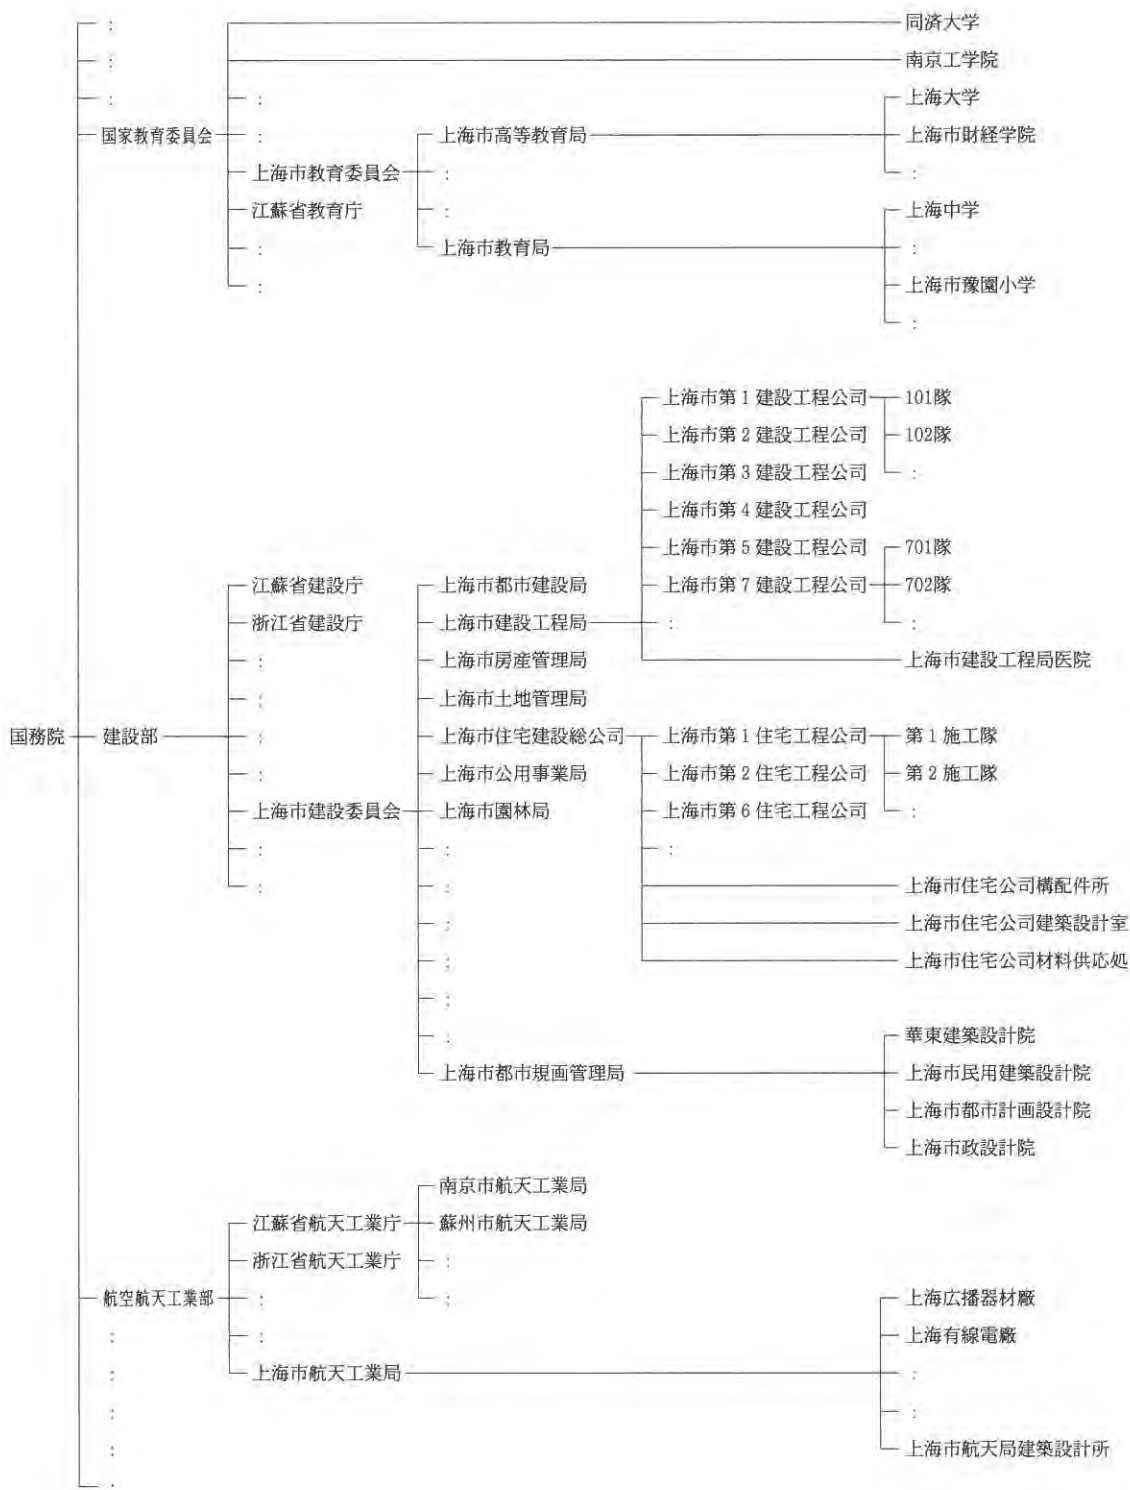 : 同済大学
: 南京工学院
: : 上海大学
国家教育委員会 : 上海市高等教育局 上海市財経学院
上海市教育委員会 : :
江蘇省教育庁 : 上海中学
: 上海市教育局 :
: 上海市豫園小学
:
上海市第1建設工程公司 101隊
上海市第2建設工程公司 102隊
上海市第3建設工程公司 :
上海市第4建設工程公司
上海市第5建設工程公司 701隊
江蘇省建設庁 上海市都市建設局 上海市第7建設工程公司 702隊
浙江省建設庁 上海市建設工程局 : :
: 上海市房産管理局 上海市建設工程局医院
: 上海市土地管理局
国務院 建設部 : 上海市住宅建設総公司 上海市第1住宅工程公司 第1施工隊
: 上海市公用事業局 上海市第2住宅工程公司 第2施工隊
上海市建設委員会 上海市園林局 上海市第6住宅工程公司 :
: : :
: : 上海市住宅公司構配件所
: 上海市住宅公司建築設計室
: 上海市住宅公司材料供応処
:
: 華東建築設計院
上海市都市規画管理局 上海市民用建築設計院
上海市都市計画設計院
上海市政設計院
南京市航天工業局
江蘇省航天工業庁 蘇州市航天工業局
浙江省航天工業庁 :
航空航天工業部 : : 上海広播器材廠
: : 上海有線電廠
: 上海市航天工業局 :
: :
: 上海市航天局建築設計所
: